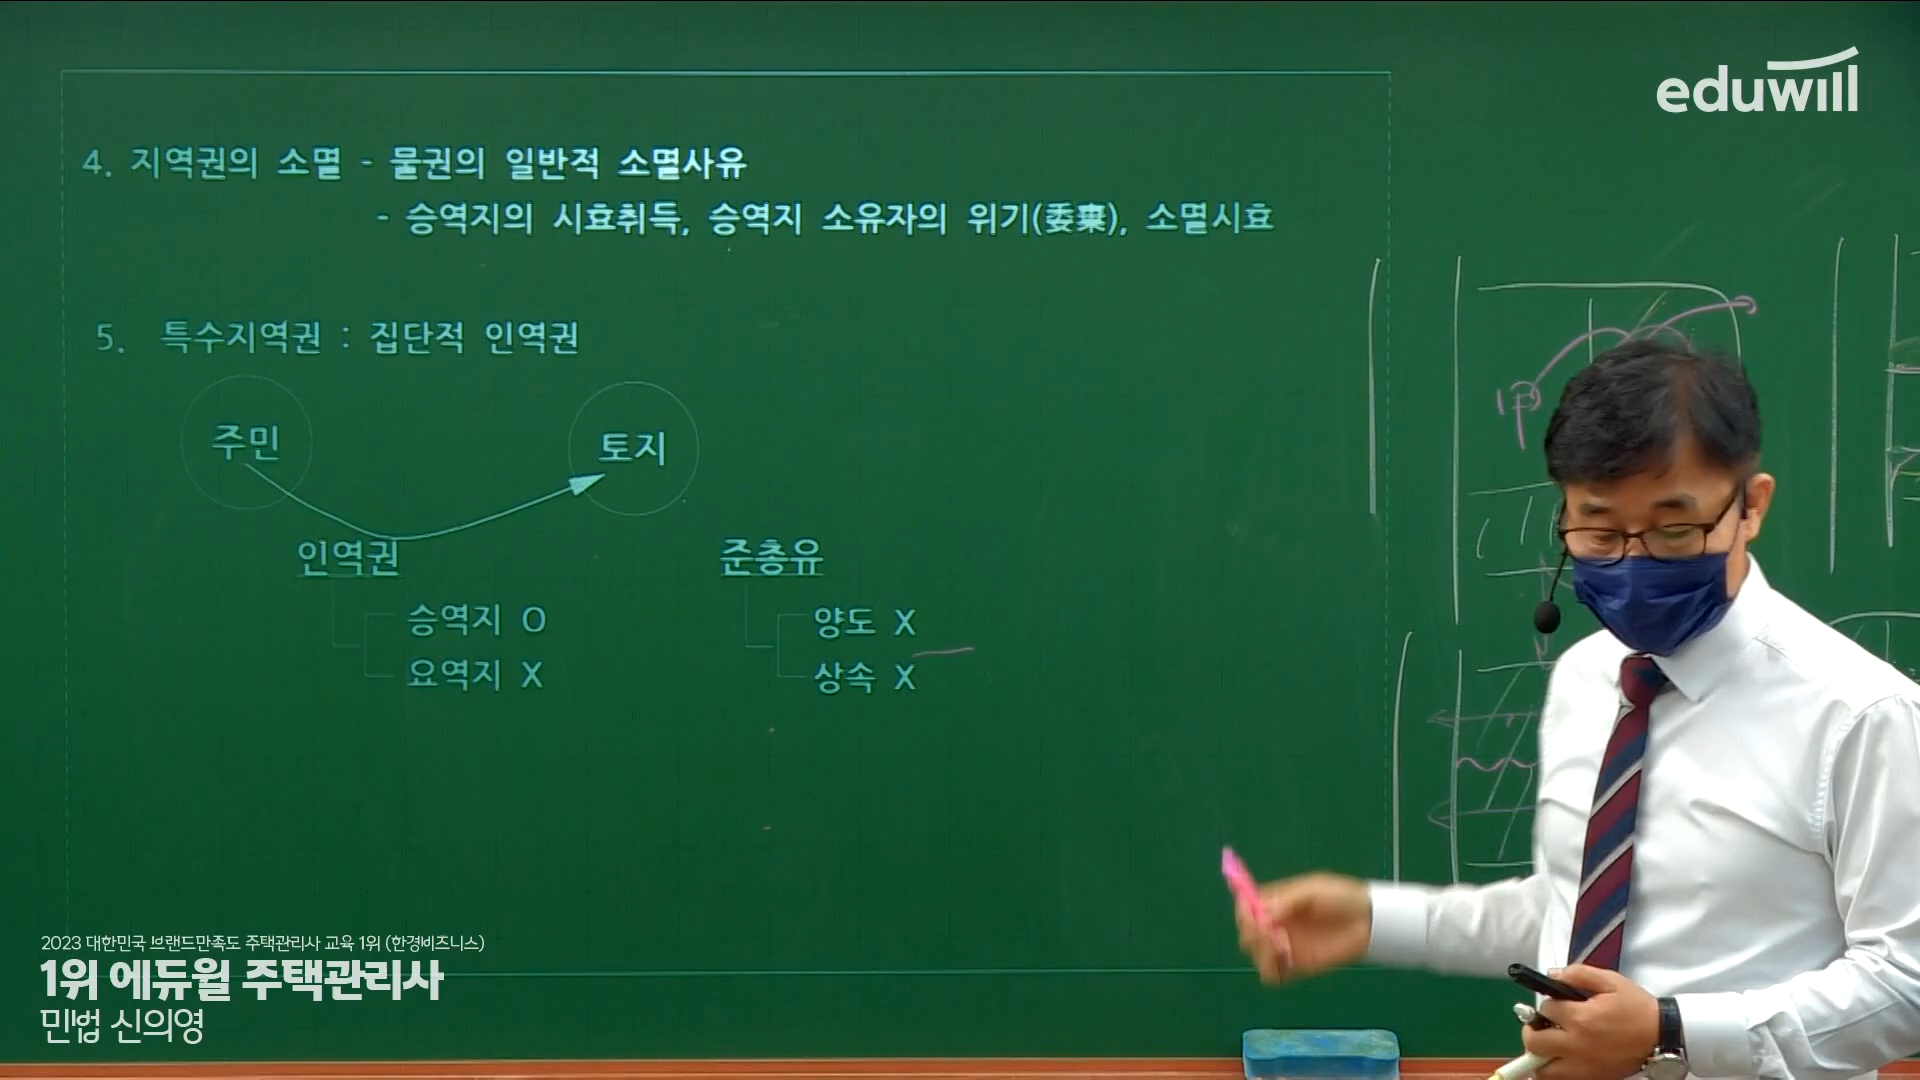 eduwill
4. 지역권의 소멸 - 물권의 일반적 소멸사유
- 승역지의 시효취득, 승역지 소유자의 위기(委棄), 소멸시효
5. 특수지역권 : 집단적 인역권
주민
토지
인역권
준총유
승역지 O
양도 X
요역지 X
상속 X
2023 대한민국 브랜드만족도 주택관리사 교육 1위 (한경비즈니스)
1위 에듀윌 주택관리사
민법 신의영